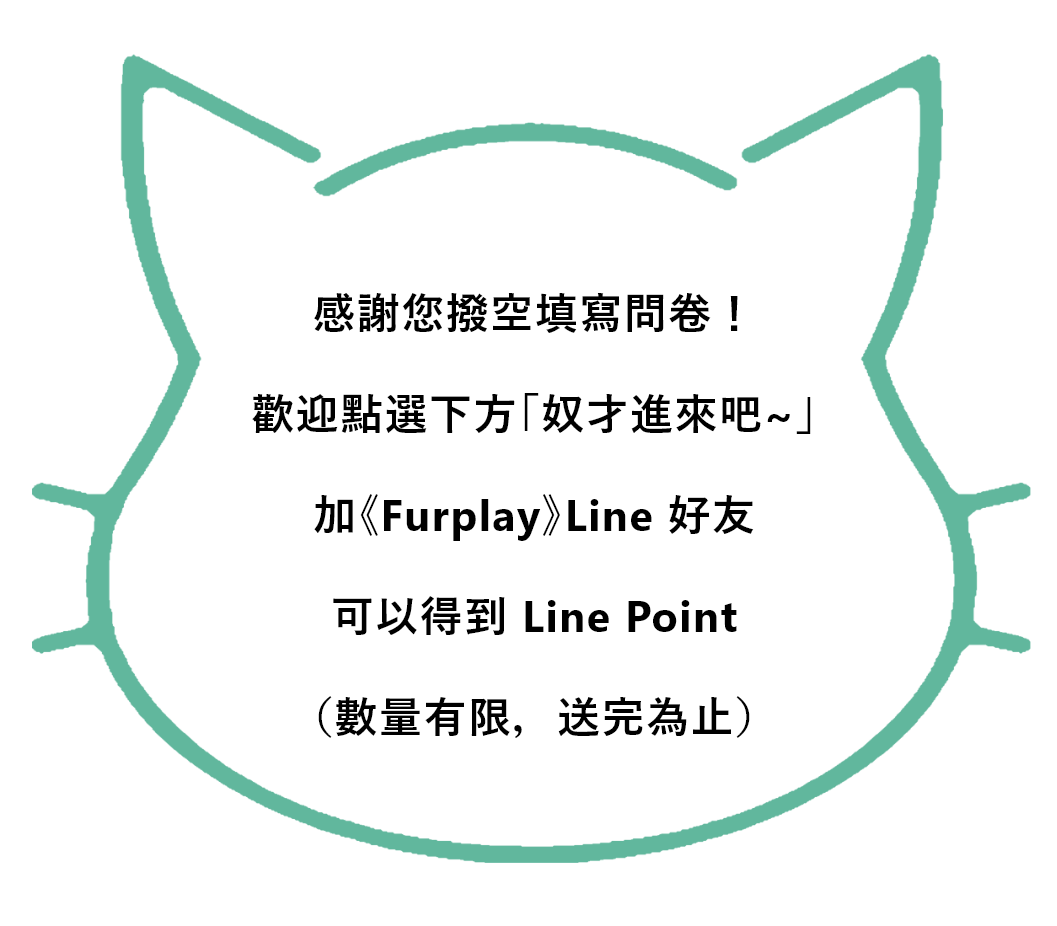 感謝您撥空填寫問卷！
歡迎點選下方「奴才進來吧~」
加《Furplay》Line 好友
可以得到 Line Point
（數量有限，送完為止）